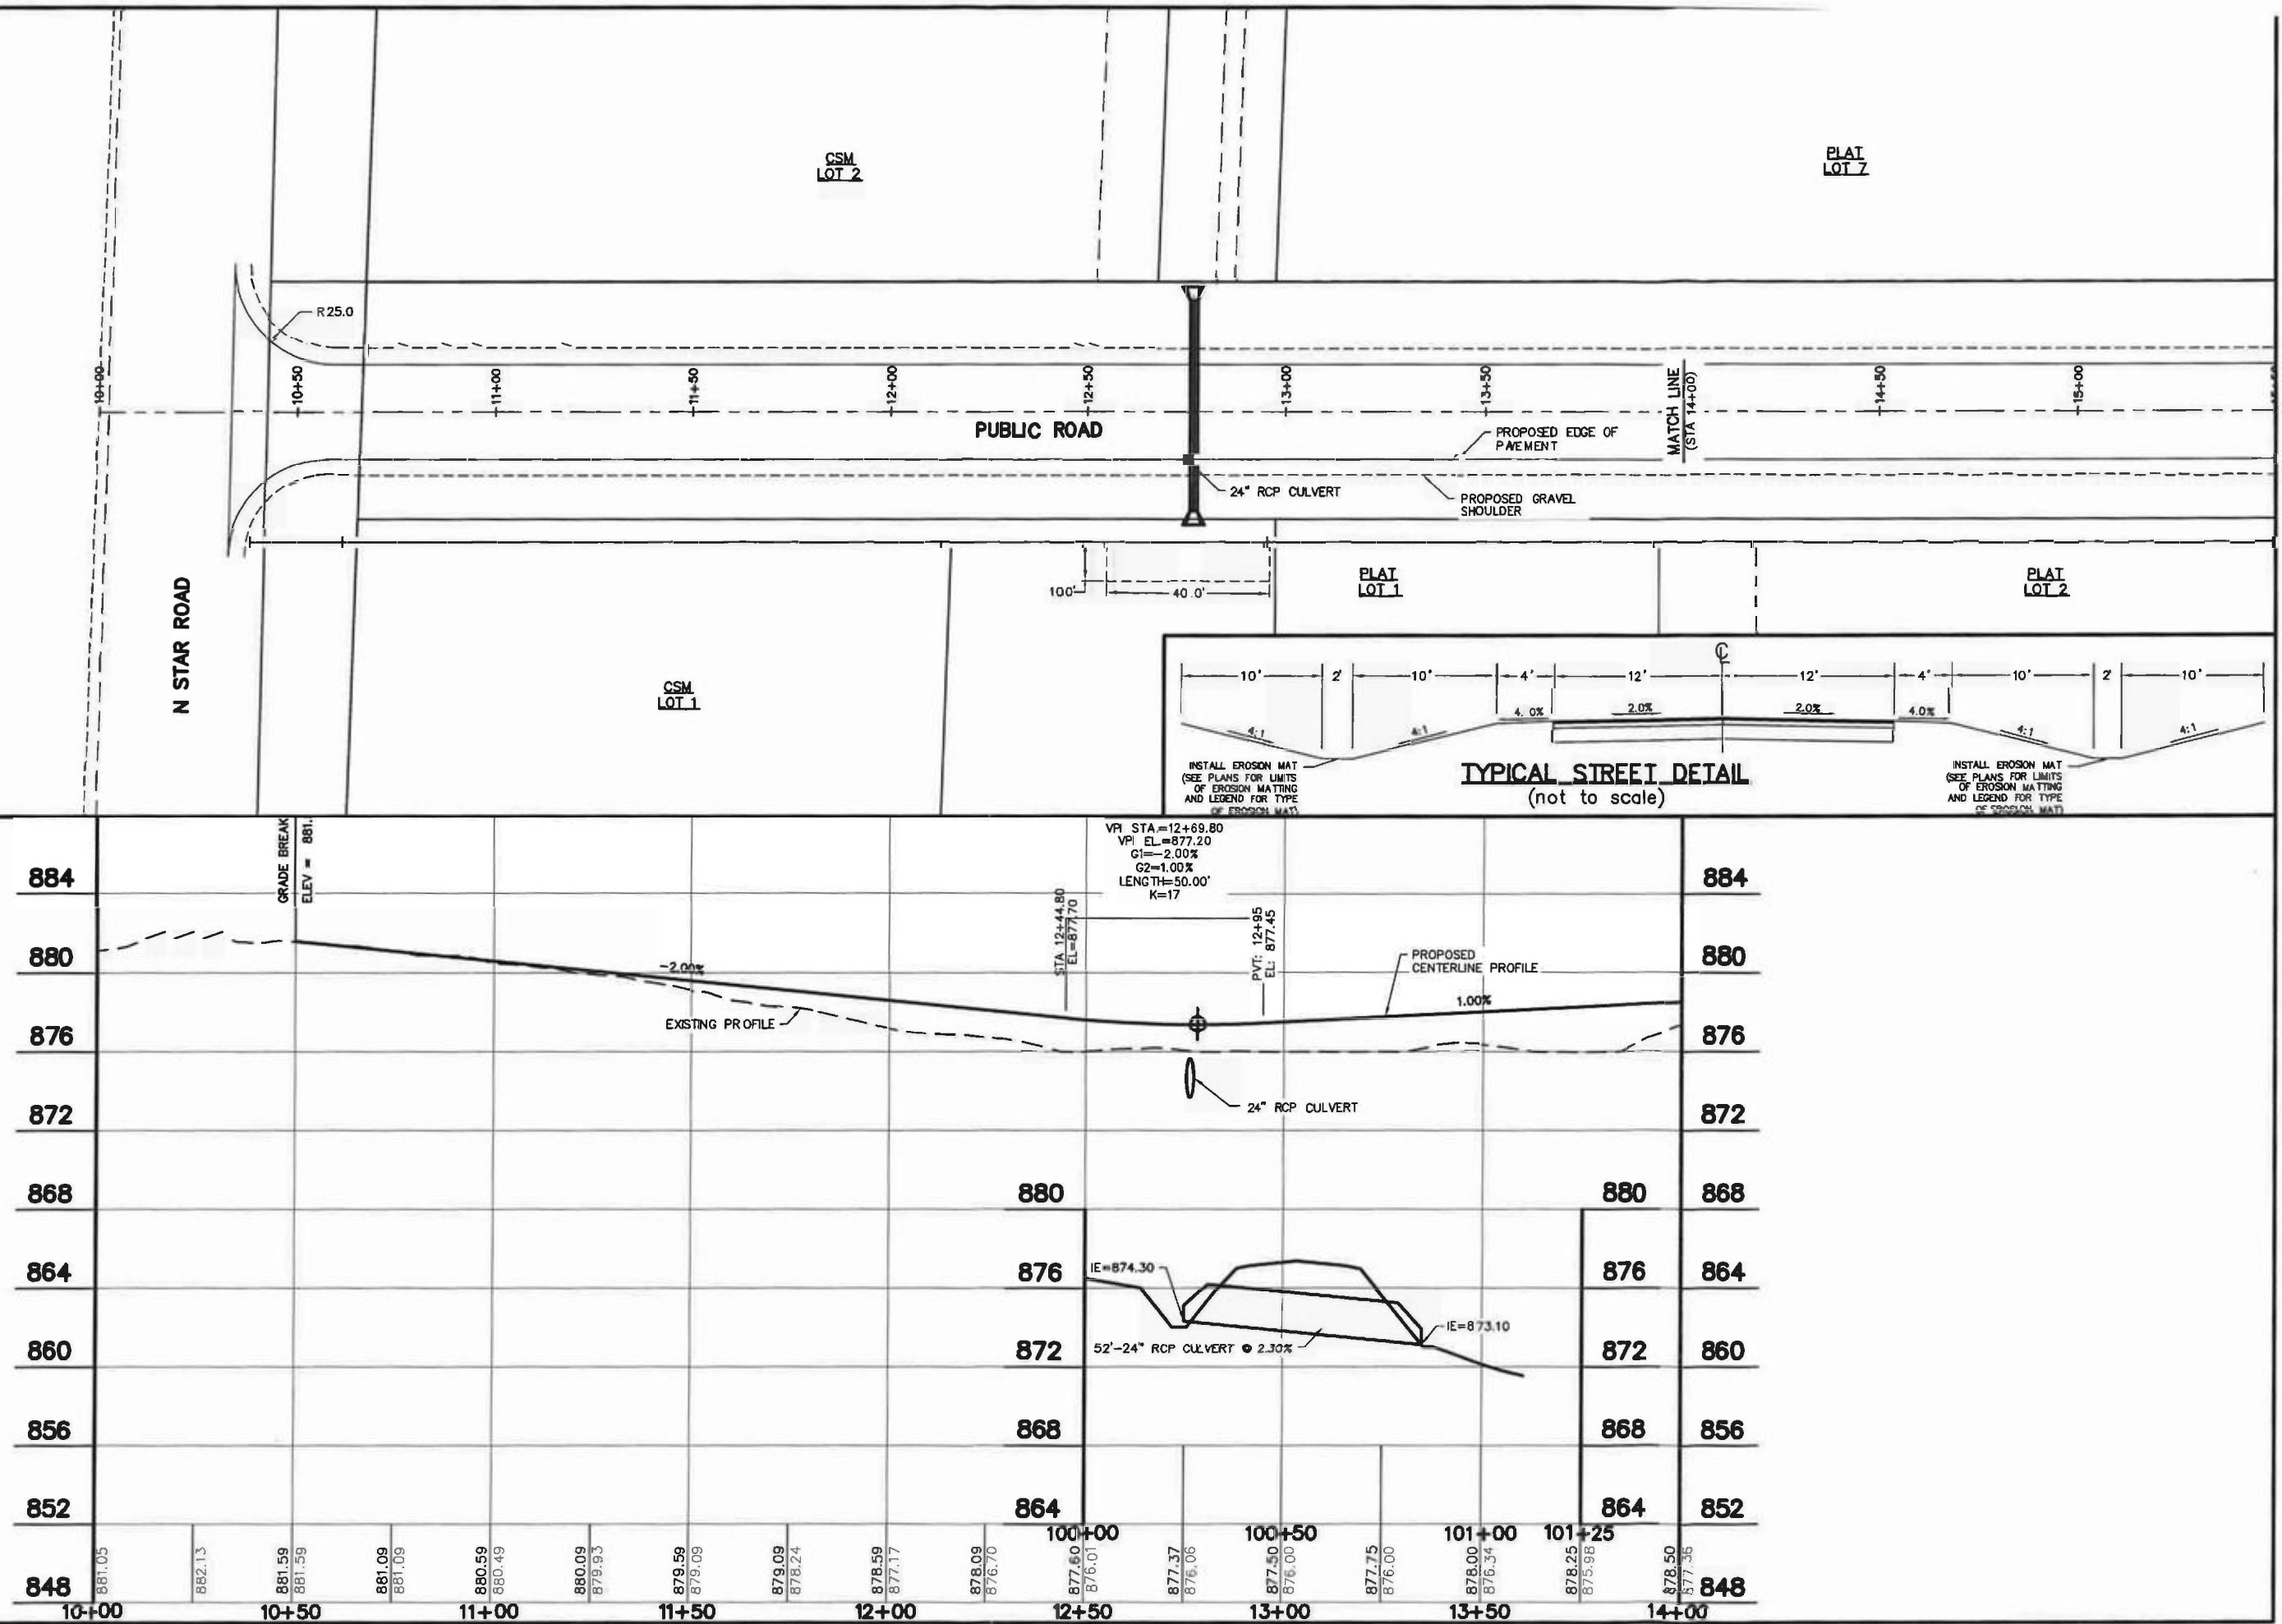 CSM
LOT 2
PLAT
LOT 7
R25.0
10+00
10+50
11+00
11+50
12+00
12+50
13+00
13+50
MATCH LINE
(STA 14+00)
14+50
15+00
PUBLIC ROAD
PROPOSED EDGE OF
PAVEMENT
24" RCP CULVERT
PROPOSED GRAVEL
SHOULDER
N STAR ROAD
100'
40.0'
PLAT
LOT 1
PLAT
LOT 2
CSM
LOT 1
℄
10' 2' 10' 4' 12' 12' 4' 10' 2' 10'
4:1 4:1 4.0% 2.0% 2.0% 4.0% 4:1 4:1
INSTALL EROSION MAT
(SEE PLANS FOR LIMITS
OF EROSION MATTING
AND LEGEND FOR TYPE
OF EROSION MAT)
TYPICAL STREET DETAIL
(not to scale)
INSTALL EROSION MAT
(SEE PLANS FOR LIMITS
OF EROSION MATTING
AND LEGEND FOR TYPE
OF EROSION MAT)
GRADE BREAK
ELEV = 881.
VPI STA.=12+69.80
VPI EL.=877.20
G1=-2.00%
G2=1.00%
LENGTH=50.00'
K=17
STA 12+44.80
EL=877.70
PVT: 12+95
EL: 877.45
884 884
880 880
876 876
872 872
868 868
864 864
860 860
856 856
852 852
848 848
-2.00%
EXISTING PROFILE
PROPOSED
CENTERLINE PROFILE
1.00%
24" RCP CULVERT
880 880
876 876
872 872
868 868
864 864
IE=874.30
IE=873.10
52'-24" RCP CULVERT @ 2.30%
100+00 100+50 101+00 101+25
881.05
882.13
881.59 881.59
881.09 881.09
880.59 880.49
880.09 879.93
879.59 879.09
879.09 878.24
878.59 877.17
878.09 876.70
877.60 876.01
877.37 876.06
877.50 876.00
877.75 876.00
878.00 876.34
878.25 875.98
878.50 877.36
10+00 10+50 11+00 11+50 12+00 12+50 13+00 13+50 14+00